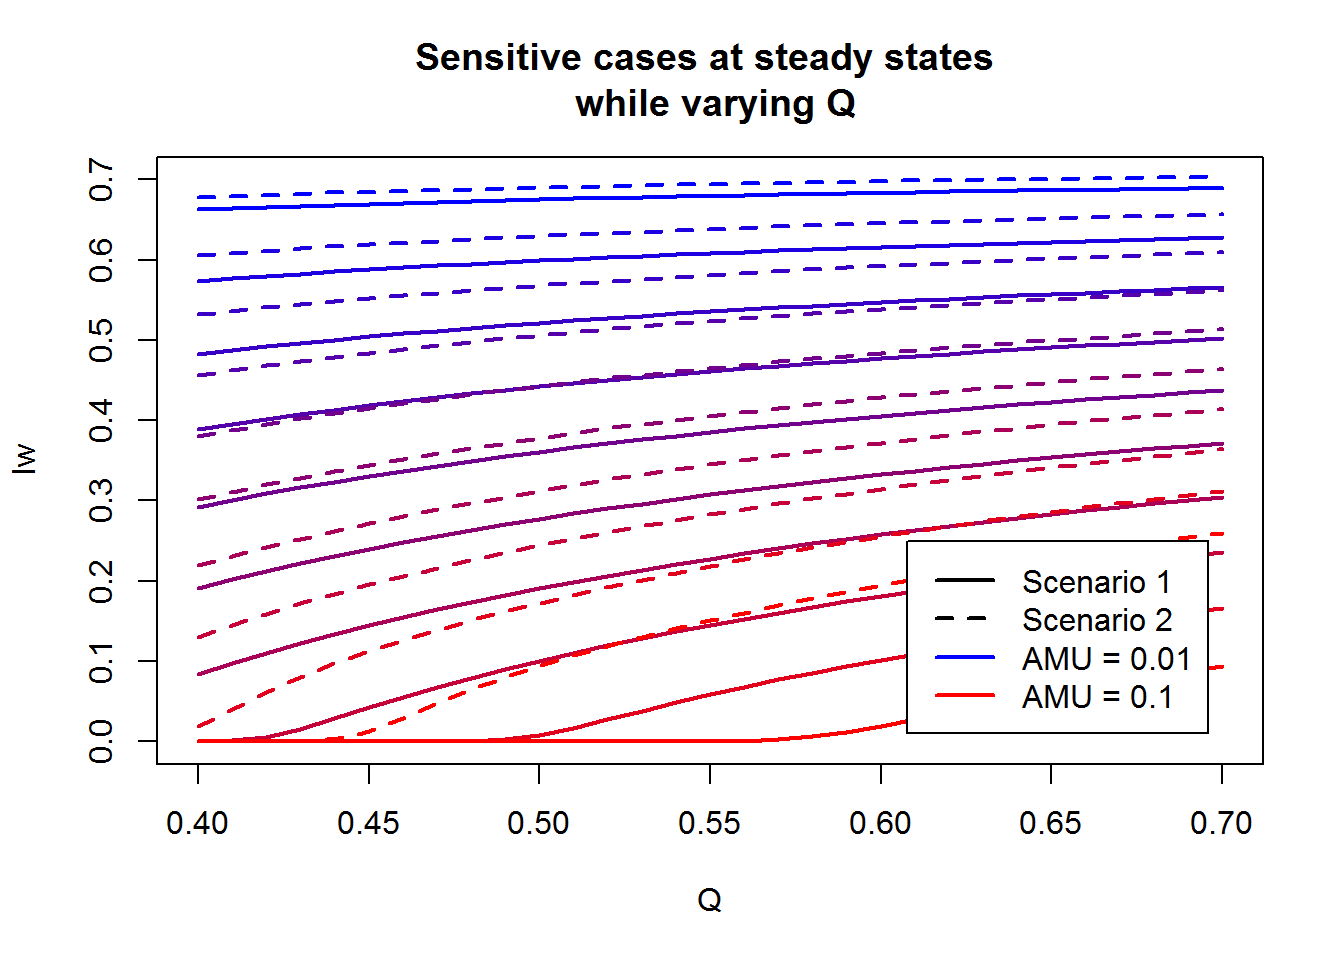 Sensitive cases at steady states
while varying Q
Iw
0.7
0.6
0.5
0.4
0.3
0.2
0.1
0.0
Scenario 1
Scenario 2
AMU = 0.01
AMU = 0.1
0.40 0.45 0.50 0.55 0.60 0.65 0.70
Q